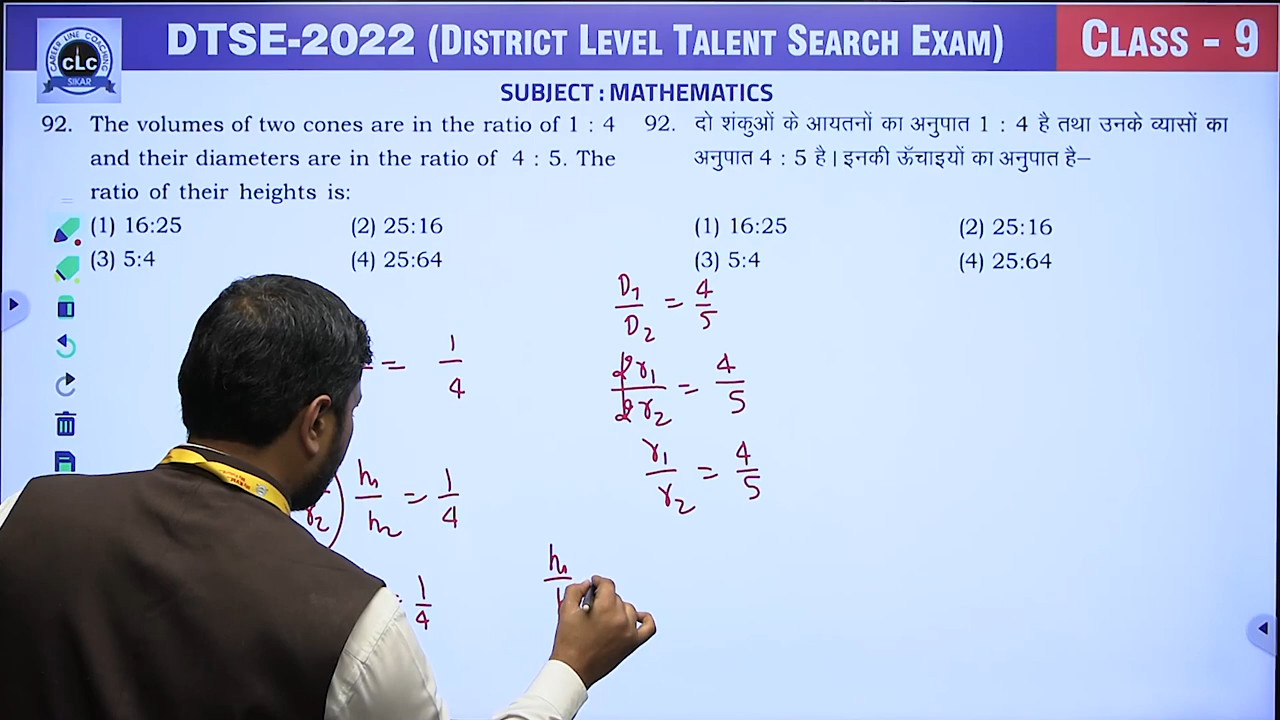 CAREER LINE COACHING
CLC
SIKAR
DTSE-2022 (DISTRICT LEVEL TALENT SEARCH EXAM)
CLASS - 9
SUBJECT : MATHEMATICS
92. The volumes of two cones are in the ratio of 1 : 4
and their diameters are in the ratio of 4 : 5. The
ratio of their heights is:
(1) 16:25 (2) 25:16
(3) 5:4 (4) 25:64
92. दो शंकुओं के आयतनों का अनुपात 1 : 4 है तथा उनके व्यासों का
अनुपात 4 : 5 है। इनकी ऊँचाइयों का अनुपात है–
(1) 16:25 (2) 25:16
(3) 5:4 (4) 25:64
= 1/4
r2) h1/h2 = 1/4
1/4
D1/D2 = 4/5
2r1/2r2 = 4/5
r1/r2 = 4/5
h1